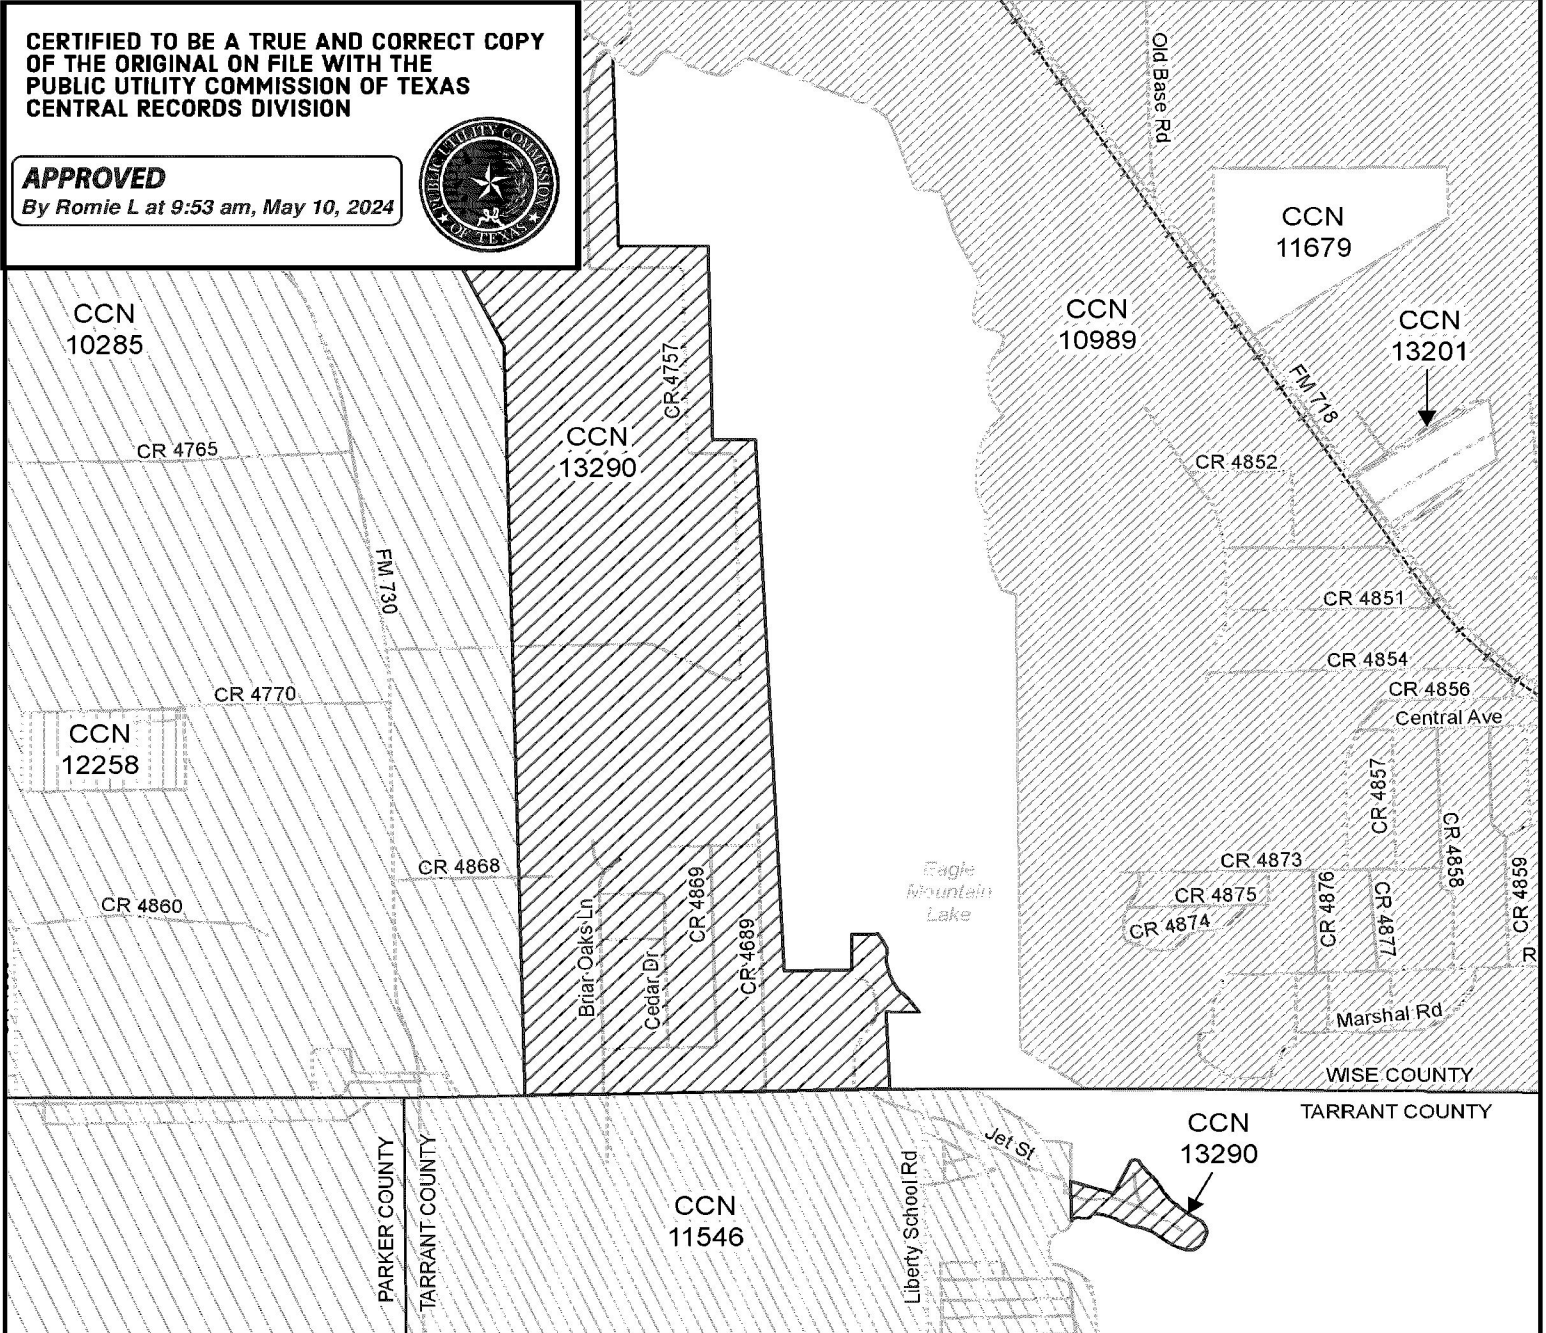 CERTIFIED TO BE A TRUE AND CORRECT COPY
OF THE ORIGINAL ON FILE WITH THE
PUBLIC UTILITY COMMISSION OF TEXAS
CENTRAL RECORDS DIVISION
APPROVED
By Romie L at 9:53 am, May 10, 2024
PUBLIC UTILITY COMMISSION
OF TEXAS
Old Base Rd
CCN
11679
CCN
10285
CCN
10989
CCN
13201
FM 718
CR 4757
CCN
13290
CR 4765
CR 4852
FM 730
CR 4851
CR 4854
CR 4770
CR 4856
Central Ave
CCN
12258
CR 4857
CR 4858
CR 4859
CR 4868
CR 4873
CR 4860
CR 4869
CR 4689
Briar Oaks Ln
Cedar Dr
Eagle
Mountain
Lake
CR 4875
CR 4874
CR 4876
CR 4877
R
Marshal Rd
WISE COUNTY
TARRANT COUNTY
CCN
13290
Jet St
PARKER COUNTY
TARRANT COUNTY
CCN
11546
Liberty School Rd